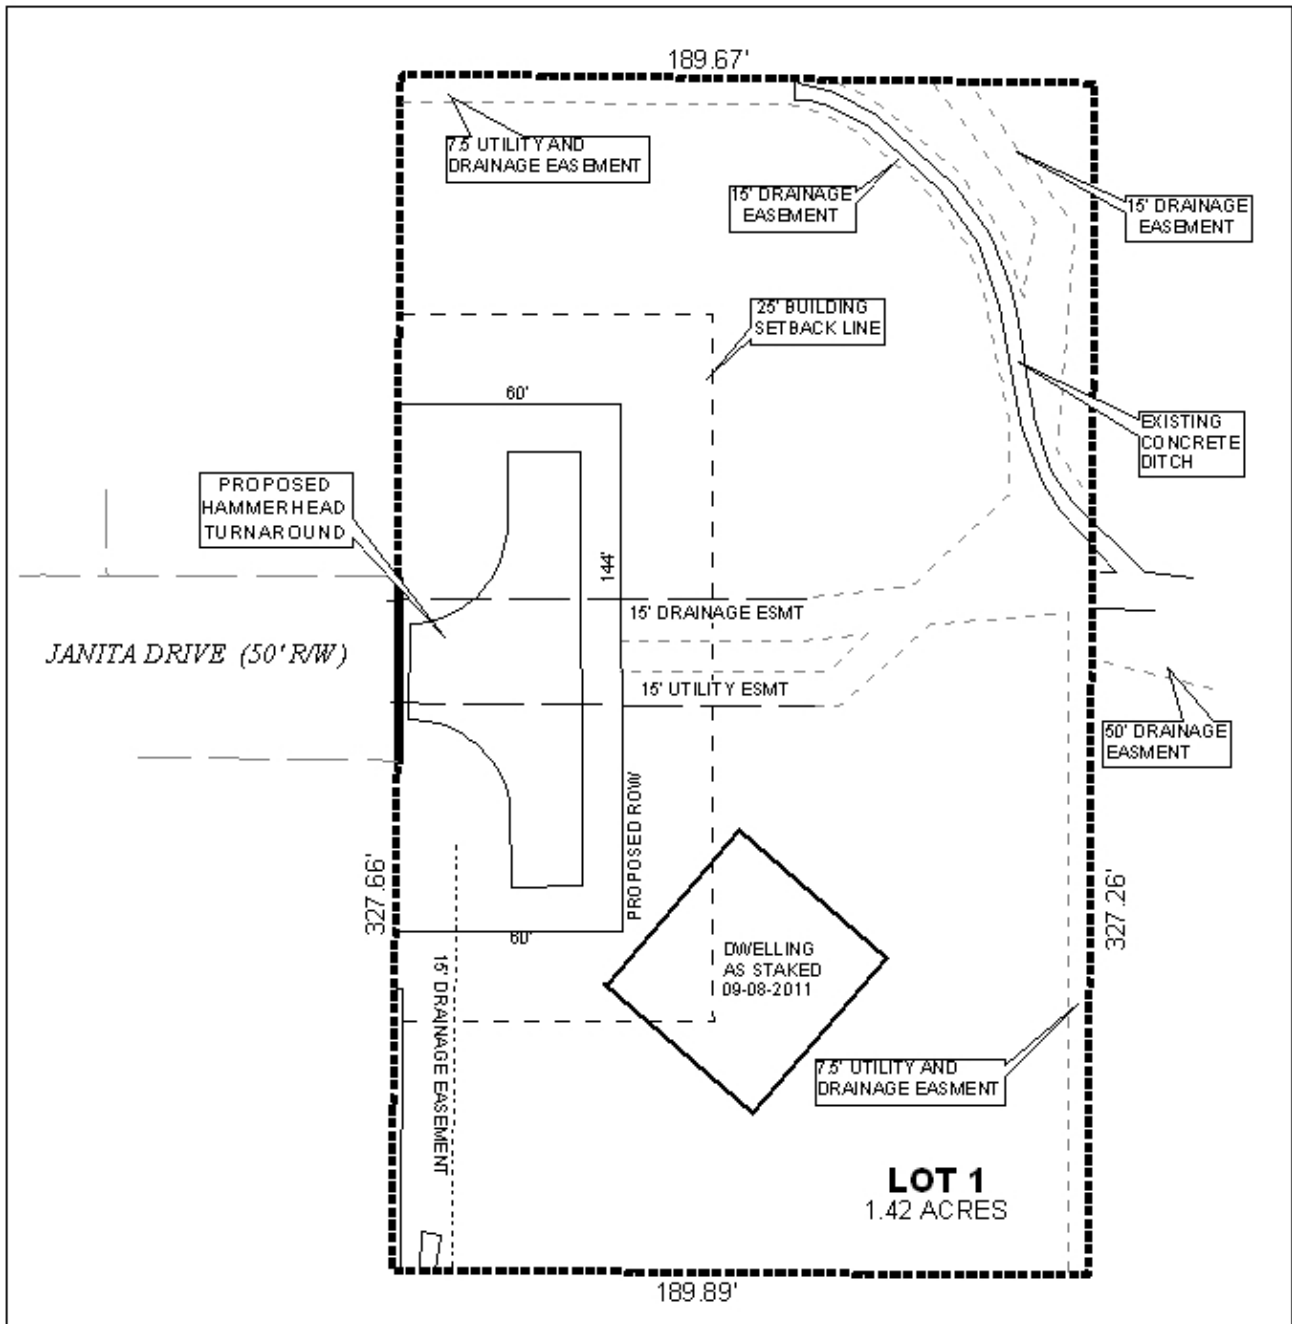 189.67'
7.5' UTILITY AND
DRAINAGE EASEMENT
15' DRAINAGE
EASEMENT
15' DRAINAGE
EASEMENT
25' BUILDING
SETBACK LINE
60'
EXISTING
CONCRETE
DITCH
PROPOSED
HAMMERHEAD
TURNAROUND
144'
15' DRAINAGE ESMT
JANITA DRIVE (50' R/W)
15' UTILITY ESMT
50' DRAINAGE
EASMENT
PROPOSED ROW
327.66'
327.26'
60'
DWELLING
AS STAKED
09-08-2011
15' DRAINAGE EASEMENT
7.5' UTILITY AND
DRAINAGE EASMENT
LOT 1
1.42 ACRES
189.89'